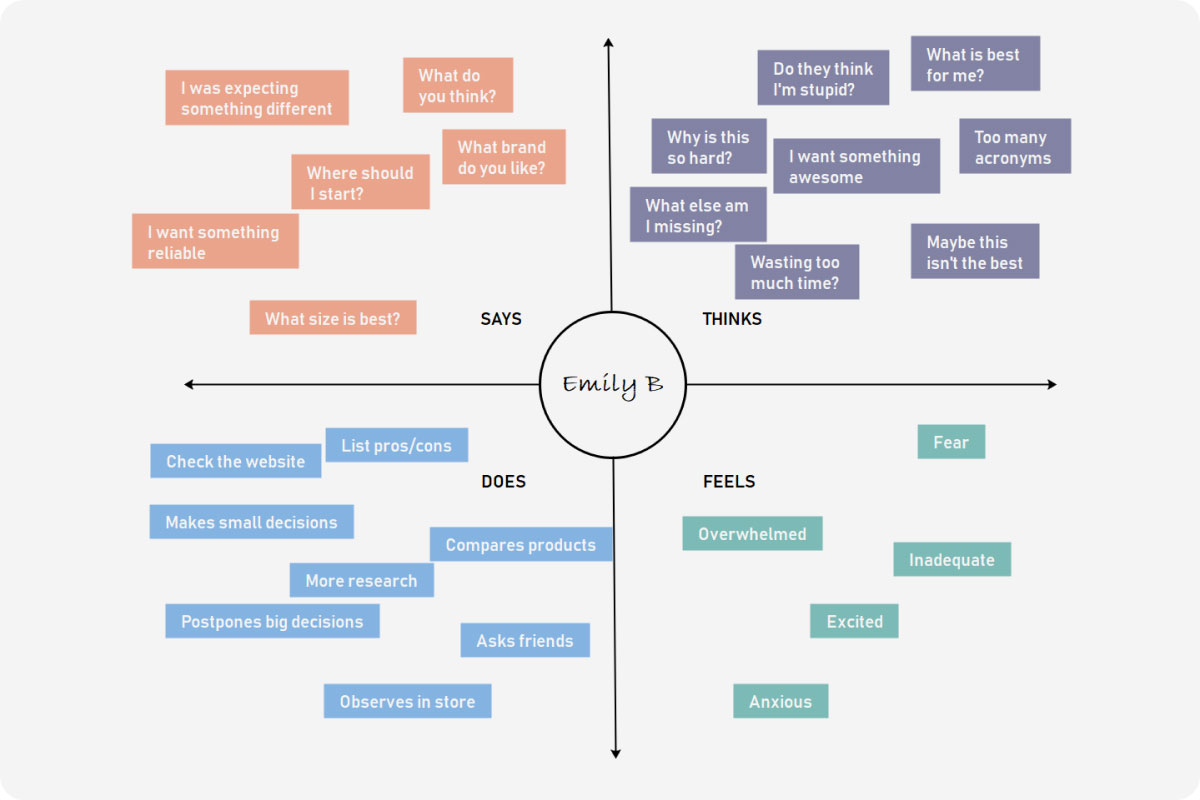 I was expecting
something different
What do
you think?
What brand
do you like?
Where should
I start?
I want something
reliable
What size is best?
SAYS
Do they think
I'm stupid?
What is best
for me?
Why is this
so hard?
I want something
awesome
Too many
acronyms
What else am
I missing?
Wasting too
much time?
Maybe this
isn't the best
THINKS
Emily B
List pros/cons
Check the website
DOES
Makes small decisions
Compares products
More research
Postpones big decisions
Asks friends
Observes in store
Fear
FEELS
Overwhelmed
Inadequate
Excited
Anxious